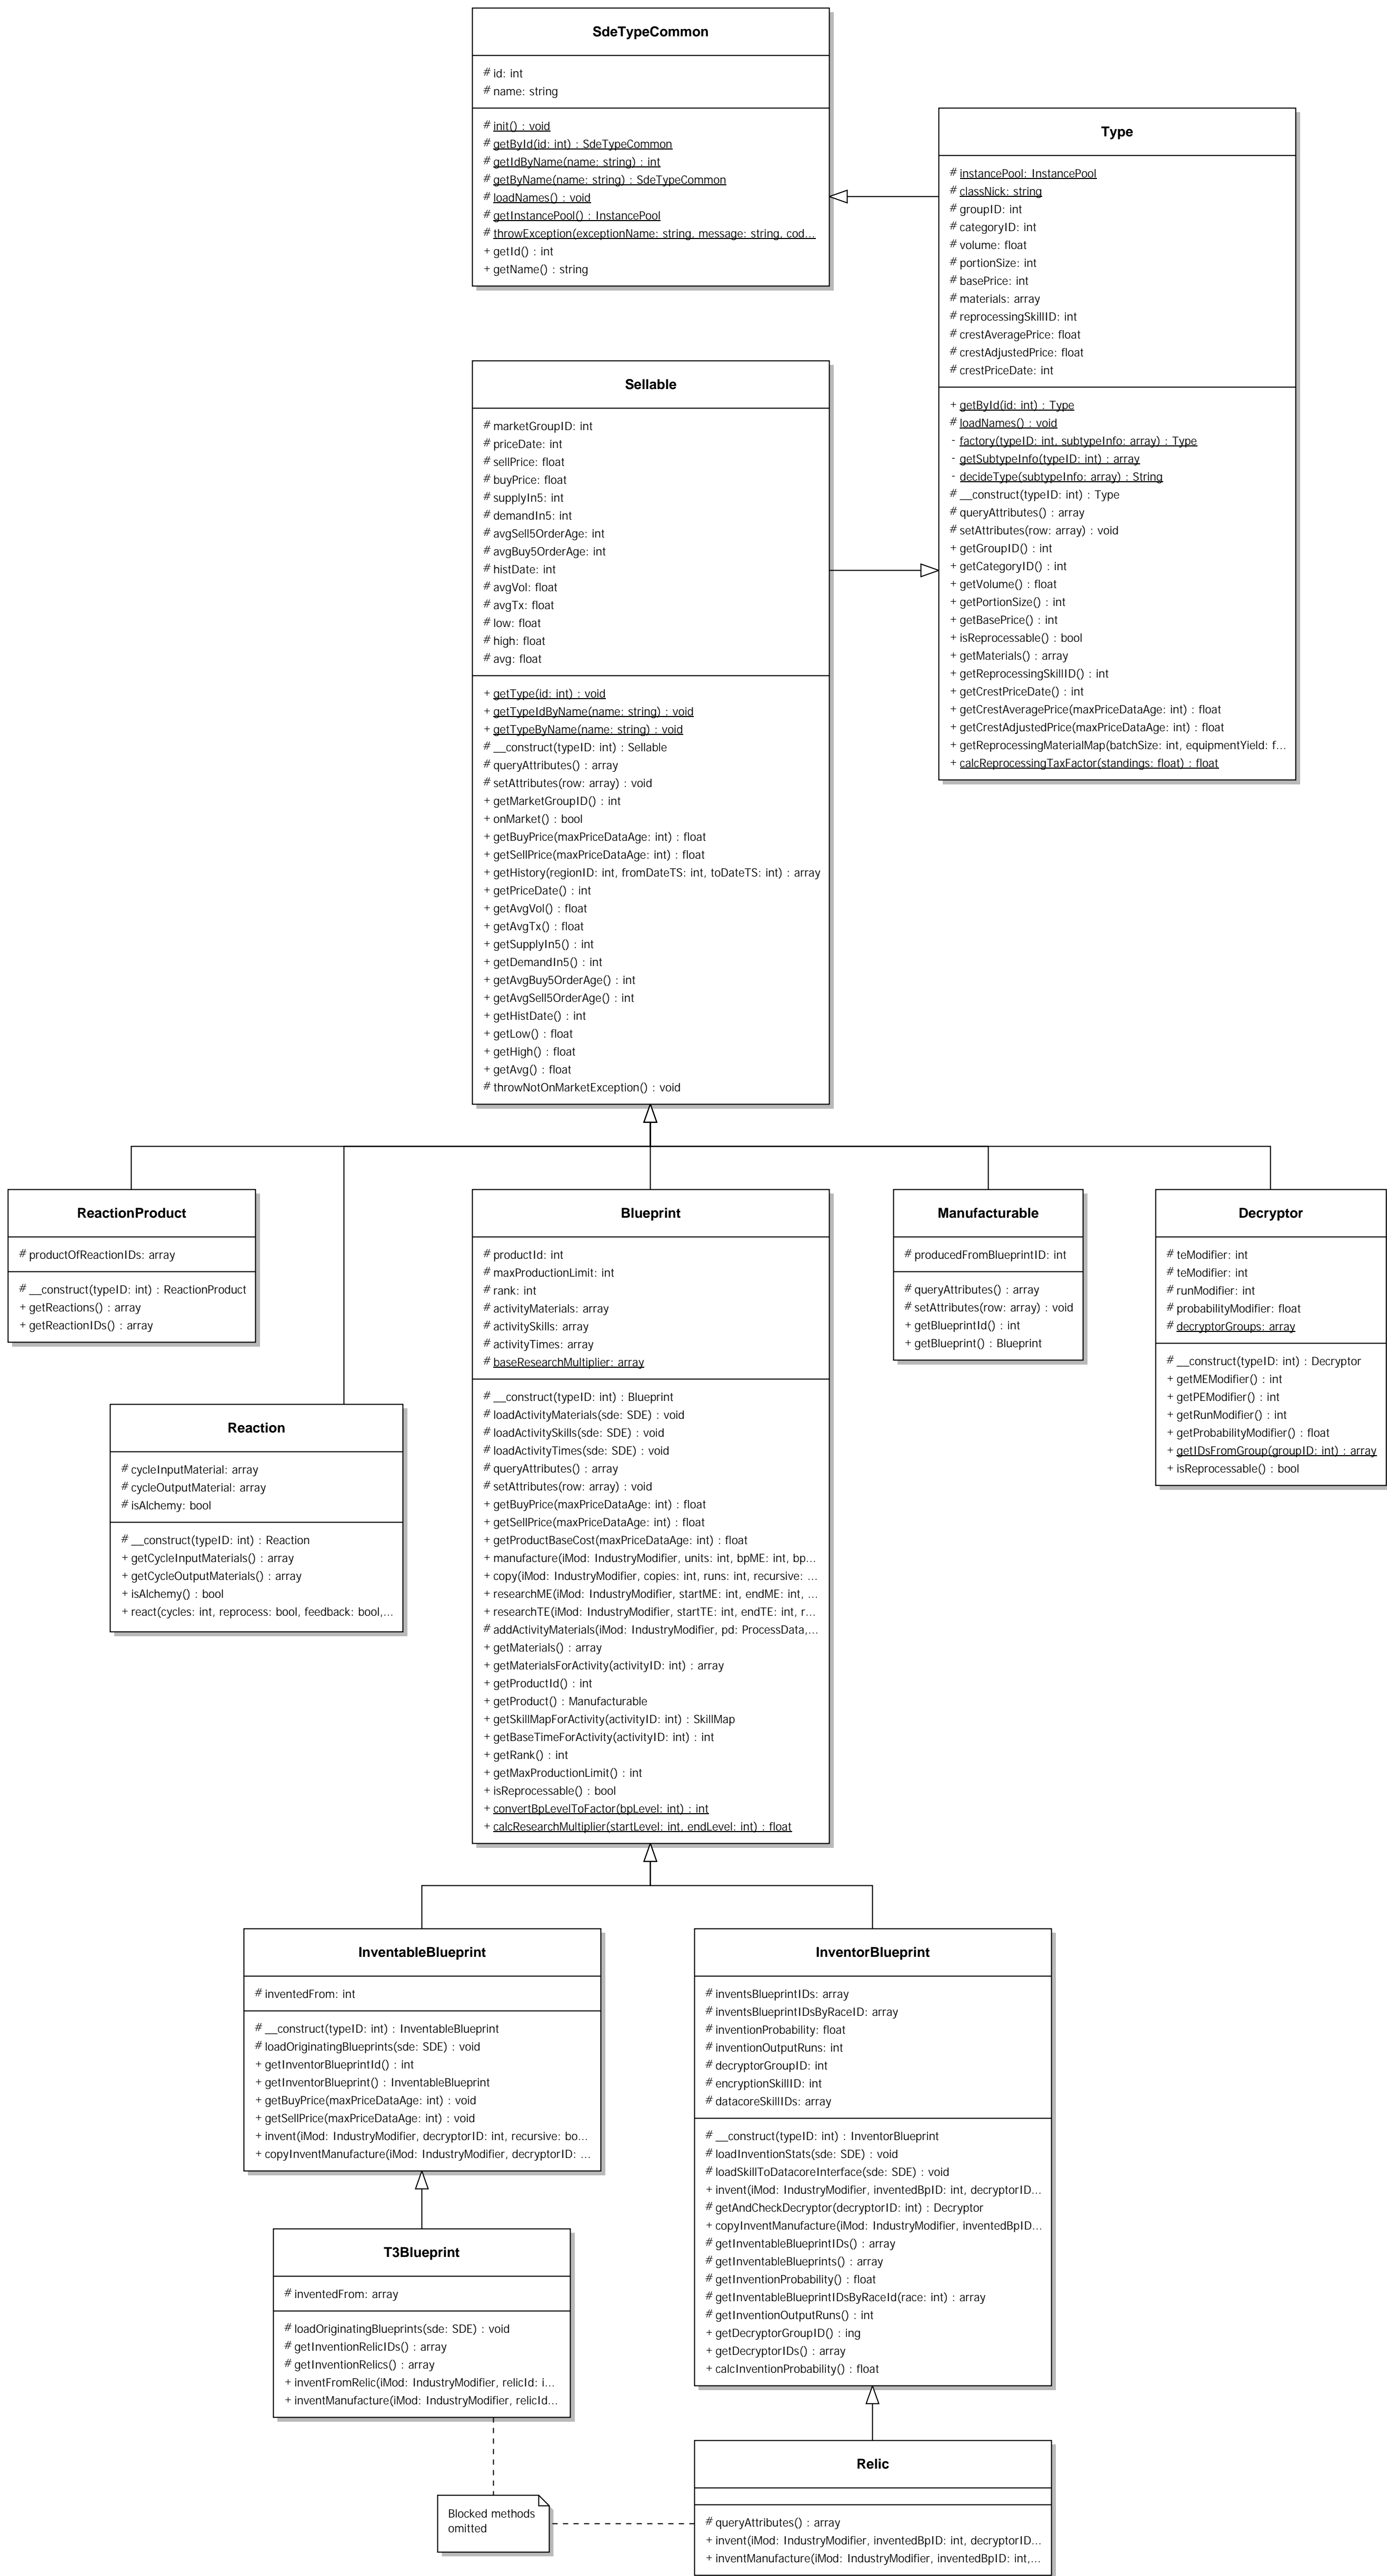 SdeTypeCommon
# id: int
# name: string
# init() : void
# getById(id: int) : SdeTypeCommon
# getIdByName(name: string) : int
# getByName(name: string) : SdeTypeCommon
# loadNames() : void
# getInstancePool() : InstancePool
# throwException(exceptionName: string, message: string, cod...
+ getId() : int
+ getName() : string
Type
# instancePool: InstancePool
# classNick: string
# groupID: int
# categoryID: int
# volume: float
# portionSize: int
# basePrice: int
# materials: array
# reprocessingSkillID: int
# crestAveragePrice: float
# crestAdjustedPrice: float
# crestPriceDate: int
+ getById(id: int) : Type
# loadNames() : void
- factory(typeID: int, subtypeInfo: array) : Type
- getSubtypeInfo(typeID: int) : array
- decideType(subtypeInfo: array) : String
# __construct(typeID: int) : Type
# queryAttributes() : array
# setAttributes(row: array) : void
+ getGroupID() : int
+ getCategoryID() : int
+ getVolume() : float
+ getPortionSize() : int
+ getBasePrice() : int
+ isReprocessable() : bool
+ getMaterials() : array
+ getReprocessingSkillID() : int
+ getCrestPriceDate() : int
+ getCrestAveragePrice(maxPriceDataAge: int) : float
+ getCrestAdjustedPrice(maxPriceDataAge: int) : float
+ getReprocessingMaterialMap(batchSize: int, equipmentYield: f...
+ calcReprocessingTaxFactor(standings: float) : float
Sellable
# marketGroupID: int
# priceDate: int
# sellPrice: float
# buyPrice: float
# supplyIn5: int
# demandIn5: int
# avgSell5OrderAge: int
# avgBuy5OrderAge: int
# histDate: int
# avgVol: float
# avgTx: float
# low: float
# high: float
# avg: float
+ getType(id: int) : void
+ getTypeIdByName(name: string) : void
+ getTypeByName(name: string) : void
# __construct(typeID: int) : Sellable
# queryAttributes() : array
# setAttributes(row: array) : void
+ getMarketGroupID() : int
+ onMarket() : bool
+ getBuyPrice(maxPriceDataAge: int) : float
+ getSellPrice(maxPriceDataAge: int) : float
+ getHistory(regionID: int, fromDateTS: int, toDateTS: int) : array
+ getPriceDate() : int
+ getAvgVol() : float
+ getAvgTx() : float
+ getSupplyIn5() : int
+ getDemandIn5() : int
+ getAvgBuy5OrderAge() : int
+ getAvgSell5OrderAge() : int
+ getHistDate() : int
+ getLow() : float
+ getHigh() : float
+ getAvg() : float
# throwNotOnMarketException() : void
ReactionProduct
# productOfReactionIDs: array
# __construct(typeID: int) : ReactionProduct
+ getReactions() : array
+ getReactionIDs() : array
Reaction
# cycleInputMaterial: array
# cycleOutputMaterial: array
# isAlchemy: bool
# __construct(typeID: int) : Reaction
+ getCycleInputMaterials() : array
+ getCycleOutputMaterials() : array
+ isAlchemy() : bool
+ react(cycles: int, reprocess: bool, feedback: bool,...
Blueprint
# productId: int
# maxProductionLimit: int
# rank: int
# activityMaterials: array
# activitySkills: array
# activityTimes: array
# baseResearchMultiplier: array
# __construct(typeID: int) : Blueprint
# loadActivityMaterials(sde: SDE) : void
# loadActivitySkills(sde: SDE) : void
# loadActivityTimes(sde: SDE) : void
# queryAttributes() : array
# setAttributes(row: array) : void
+ getBuyPrice(maxPriceDataAge: int) : float
+ getSellPrice(maxPriceDataAge: int) : float
+ getProductBaseCost(maxPriceDataAge: int) : float
+ manufacture(iMod: IndustryModifier, units: int, bpME: int, bp...
+ copy(iMod: IndustryModifier, copies: int, runs: int, recursive: ...
+ researchME(iMod: IndustryModifier, startME: int, endME: int, ...
+ researchTE(iMod: IndustryModifier, startTE: int, endTE: int, r...
# addActivityMaterials(iMod: IndustryModifier, pd: ProcessData,...
+ getMaterials() : array
+ getMaterialsForActivity(activityID: int) : array
+ getProductId() : int
+ getProduct() : Manufacturable
+ getSkillMapForActivity(activityID: int) : SkillMap
+ getBaseTimeForActivity(activityID: int) : int
+ getRank() : int
+ getMaxProductionLimit() : int
+ isReprocessable() : bool
+ convertBpLevelToFactor(bpLevel: int) : int
+ calcResearchMultiplier(startLevel: int, endLevel: int) : float
Manufacturable
# producedFromBlueprintID: int
# queryAttributes() : array
# setAttributes(row: array) : void
+ getBlueprintId() : int
+ getBlueprint() : Blueprint
Decryptor
# teModifier: int
# teModifier: int
# runModifier: int
# probabilityModifier: float
# decryptorGroups: array
# __construct(typeID: int) : Decryptor
+ getMEModifier() : int
+ getPEModifier() : int
+ getRunModifier() : int
+ getProbabilityModifier() : float
+ getIDsFromGroup(groupID: int) : array
+ isReprocessable() : bool
InventableBlueprint
# inventedFrom: int
# __construct(typeID: int) : InventableBlueprint
# loadOriginatingBlueprints(sde: SDE) : void
+ getInventorBlueprintId() : int
+ getInventorBlueprint() : InventableBlueprint
+ getBuyPrice(maxPriceDataAge: int) : void
+ getSellPrice(maxPriceDataAge: int) : void
+ invent(iMod: IndustryModifier, decryptorID: int, recursive: bo...
+ copyInventManufacture(iMod: IndustryModifier, decryptorID: ...
InventorBlueprint
# inventsBlueprintIDs: array
# inventsBlueprintIDsByRaceID: array
# inventionProbability: float
# inventionOutputRuns: int
# decryptorGroupID: int
# encryptionSkillID: int
# datacoreSkillIDs: array
# __construct(typeID: int) : InventorBlueprint
# loadInventionStats(sde: SDE) : void
# loadSkillToDatacoreInterface(sde: SDE) : void
+ invent(iMod: IndustryModifier, inventedBpID: int, decryptorID...
# getAndCheckDecryptor(decryptorID: int) : Decryptor
+ copyInventManufacture(iMod: IndustryModifier, inventedBpID...
# getInventableBlueprintIDs() : array
# getInventableBlueprints() : array
# getInventionProbability() : float
# getInventableBlueprintIDsByRaceId(race: int) : array
# getInventionOutputRuns() : int
+ getDecryptorGroupID() : ing
+ getDecryptorIDs() : array
+ calcInventionProbability() : float
T3Blueprint
# inventedFrom: array
# loadOriginatingBlueprints(sde: SDE) : void
# getInventionRelicIDs() : array
# getInventionRelics() : array
+ inventFromRelic(iMod: IndustryModifier, relicId: i...
+ inventManufacture(iMod: IndustryModifier, relicId...
Relic
# queryAttributes() : array
+ invent(iMod: IndustryModifier, inventedBpID: int, decryptorID...
+ inventManufacture(iMod: IndustryModifier, inventedBpID: int,...
Blocked methods
omitted